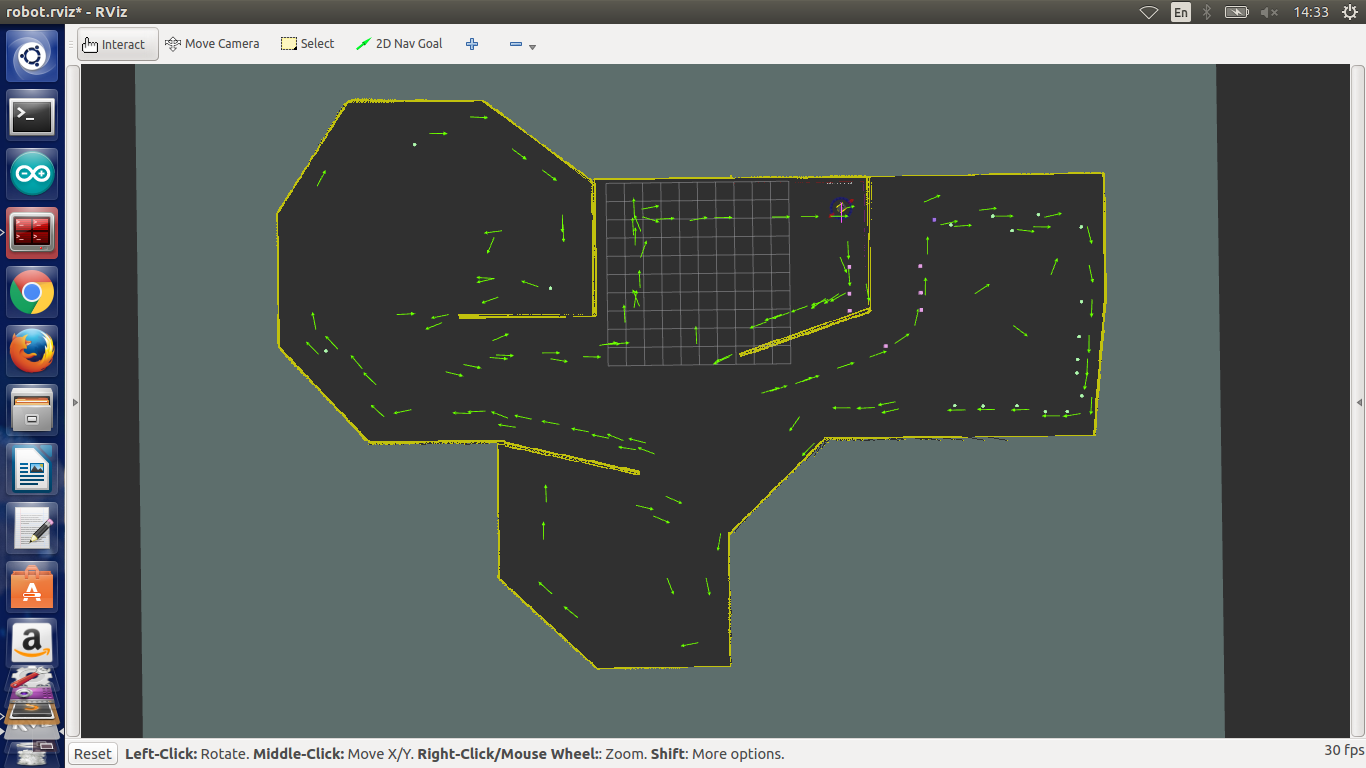 robot.rviz* - RViz
En
14:33
Interact
Move Camera
Select
2D Nav Goal
Reset
Left-Click: Rotate. Middle-Click: Move X/Y. Right-Click/Mouse Wheel:: Zoom. Shift: More options.
30 fps